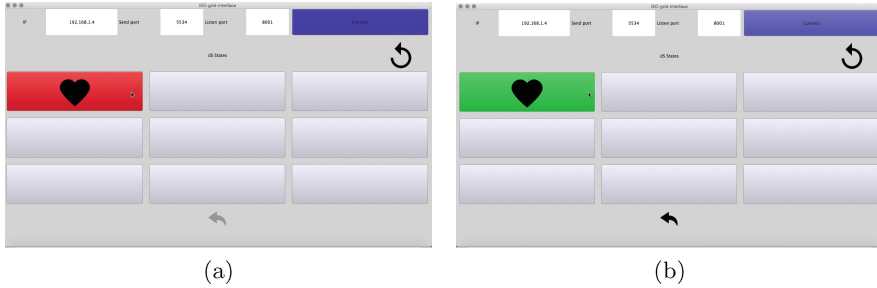 ISO-grid-interface
IP 192.168.1.4 Send port 5534 Listen port 8001 Connect
dS States
(a)
ISO-grid-interface
IP 192.168.1.4 Send port 5534 Listen port 8001 Connect
dS States
(b)